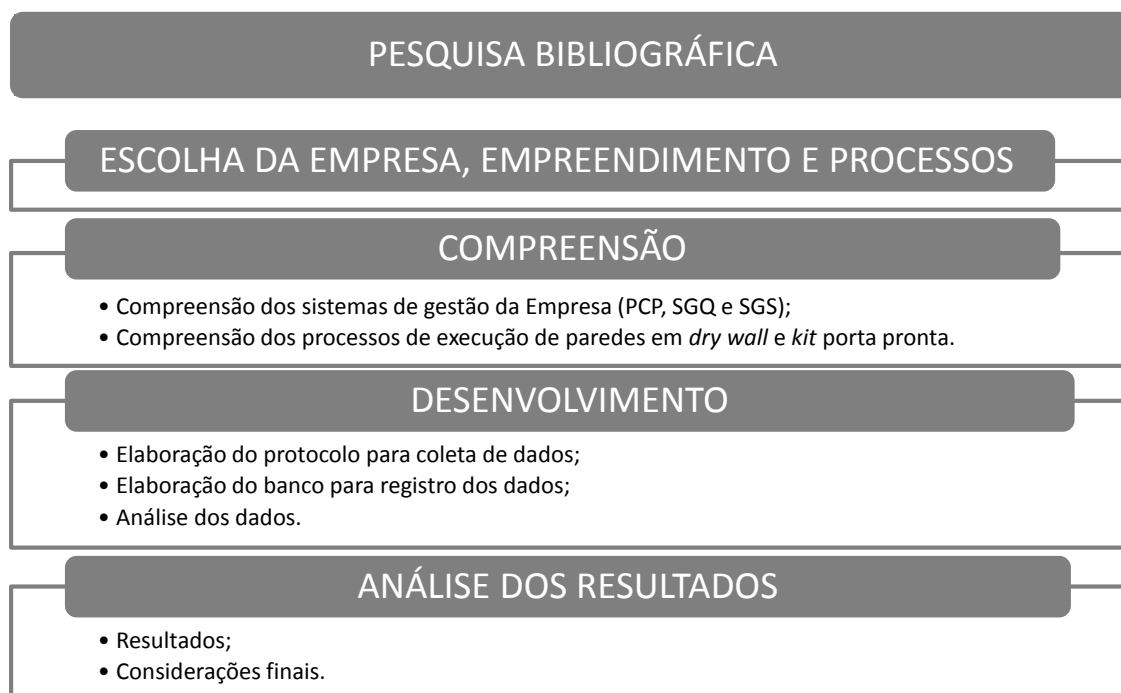 PESQUISA BIBLIOGRÁFICA
ESCOLHA DA EMPRESA, EMPREENDIMENTO E PROCESSOS
COMPREENSÃO
• Compreensão dos sistemas de gestão da Empresa (PCP, SGQ e SGS);
• Compreensão dos processos de execução de paredes em dry wall e kit porta pronta.
DESENVOLVIMENTO
• Elaboração do protocolo para coleta de dados;
• Elaboração do banco para registro dos dados;
• Análise dos dados.
ANÁLISE DOS RESULTADOS
• Resultados;
• Considerações finais.